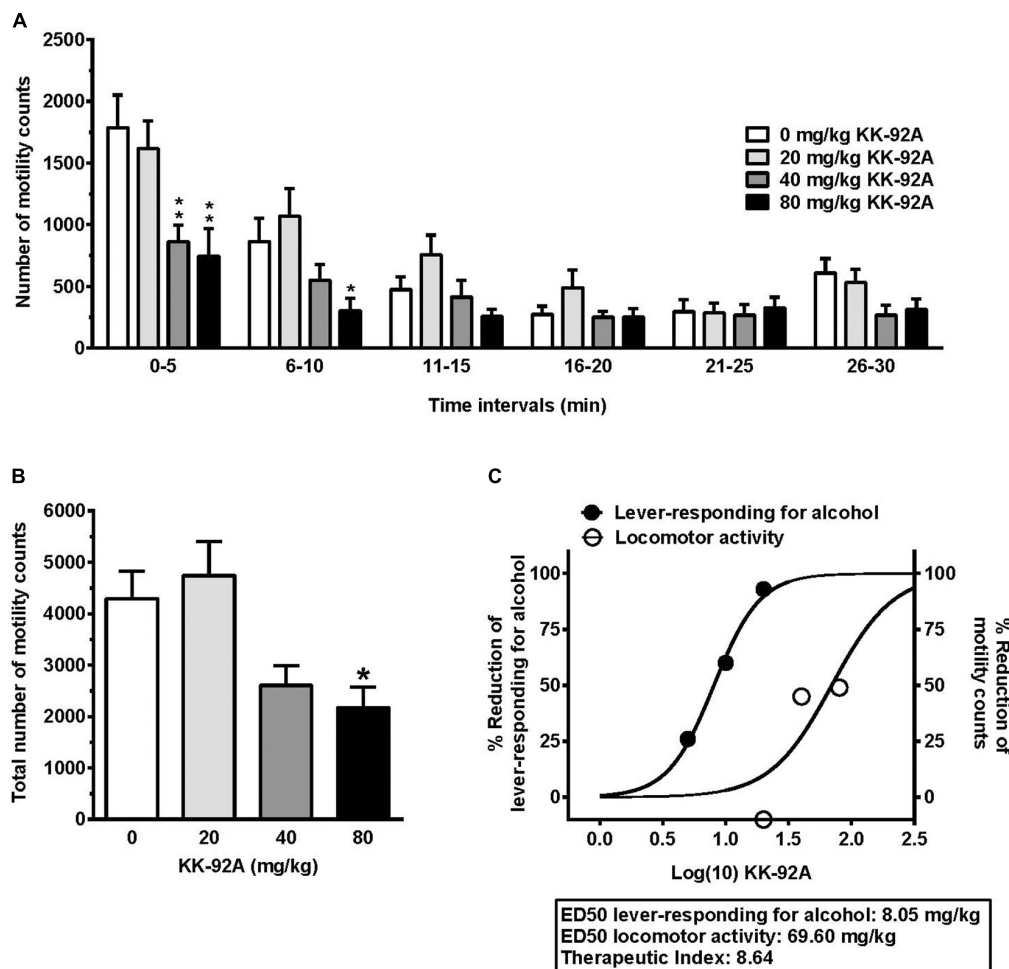 A
Number of motility counts
2500
2000
1500
1000
500
0
** ** *
0 mg/kg KK-92A
20 mg/kg KK-92A
40 mg/kg KK-92A
80 mg/kg KK-92A
0-5 6-10 11-15 16-20 21-25 26-30
Time intervals (min)
B
Total number of motility counts
6000
5000
4000
3000
2000
1000
0
*
0 20 40 80
KK-92A (mg/kg)
C
Lever-responding for alcohol
Locomotor activity
% Reduction of
lever-responding for alcohol
100
75
50
25
0
100
75
50
25
0
% Reduction of
motility counts
0.0 0.5 1.0 1.5 2.0 2.5
Log(10) KK-92A
ED50 lever-responding for alcohol: 8.05 mg/kg
ED50 locomotor activity: 69.60 mg/kg
Therapeutic Index: 8.64